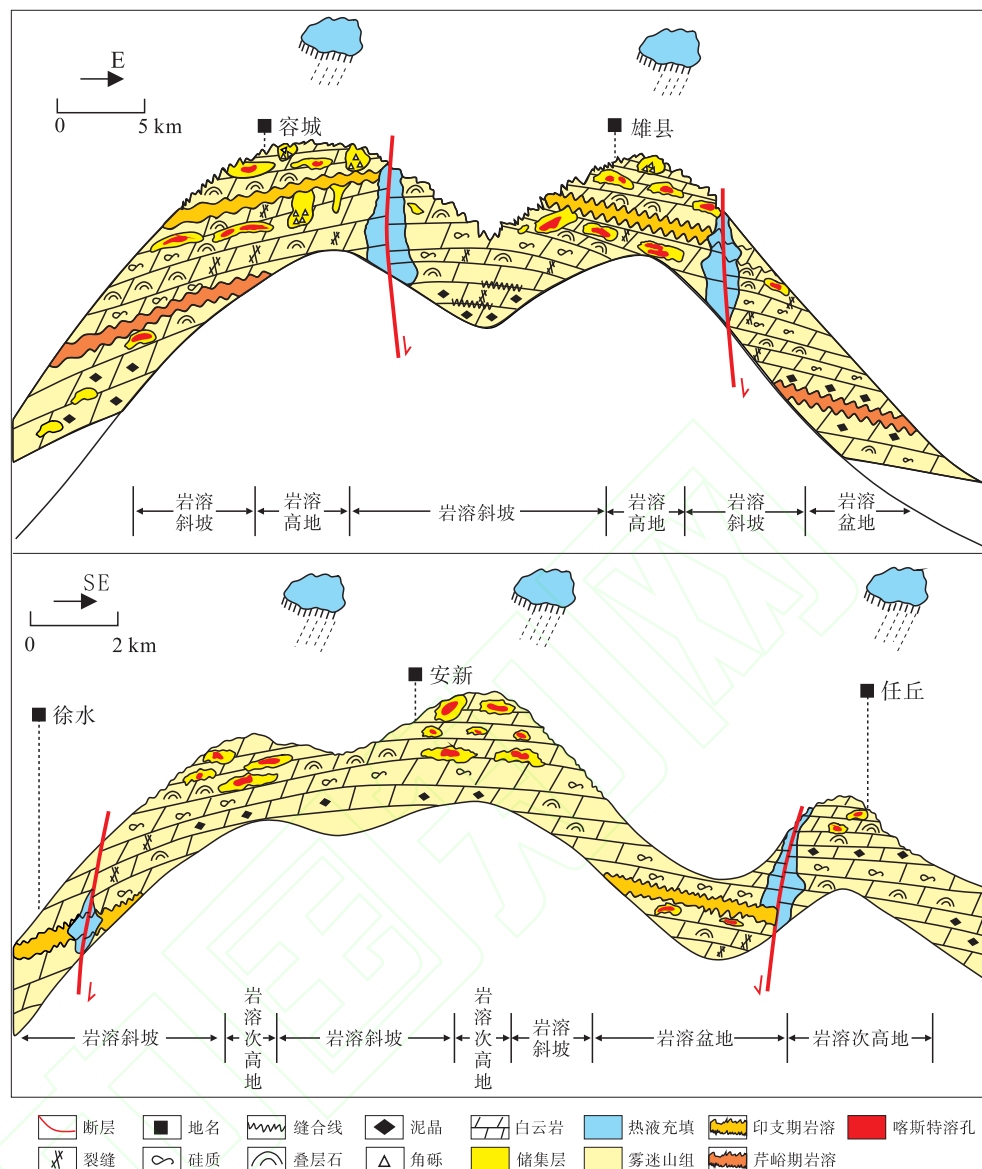 E
0 5 km
容城
雄县
岩溶
斜坡
岩溶
高地
岩溶斜坡
岩溶
高地
岩溶
斜坡
岩溶
盆地
SE
0 2 km
徐水
安新
任丘
岩溶斜坡
岩溶次高地
岩溶斜坡
岩溶次高地
岩溶
斜坡
岩溶盆地
岩溶次高地
断层 地名 缝合线 泥晶 白云岩 热液充填 印支期岩溶 喀斯特溶孔
裂缝 硅质 叠层石 角砾 储集层 雾迷山组 芹峪期岩溶